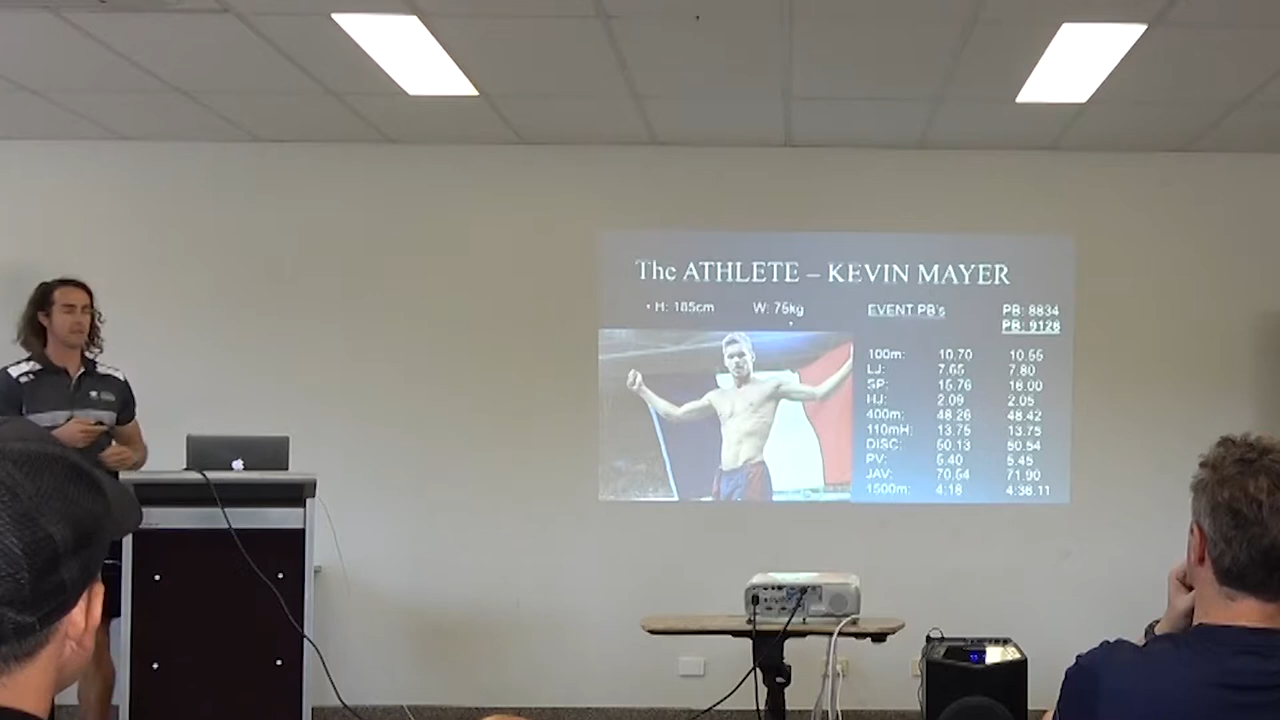 The ATHLETE – KEVIN MAYER
• H: 185cm W: 76kg
EVENT PB's PB: 8834
PB: 9126
100m: 10.70 10.55
LJ: 7.65 7.80
SP: 15.76 16.00
HJ: 2.09 2.05
400m: 48.26 48.42
110mH: 13.75 13.75
DISC: 50.13 50.54
PV: 5.40 5.45
JAV: 70.54 71.90
1500m: 4:18 4:36.11